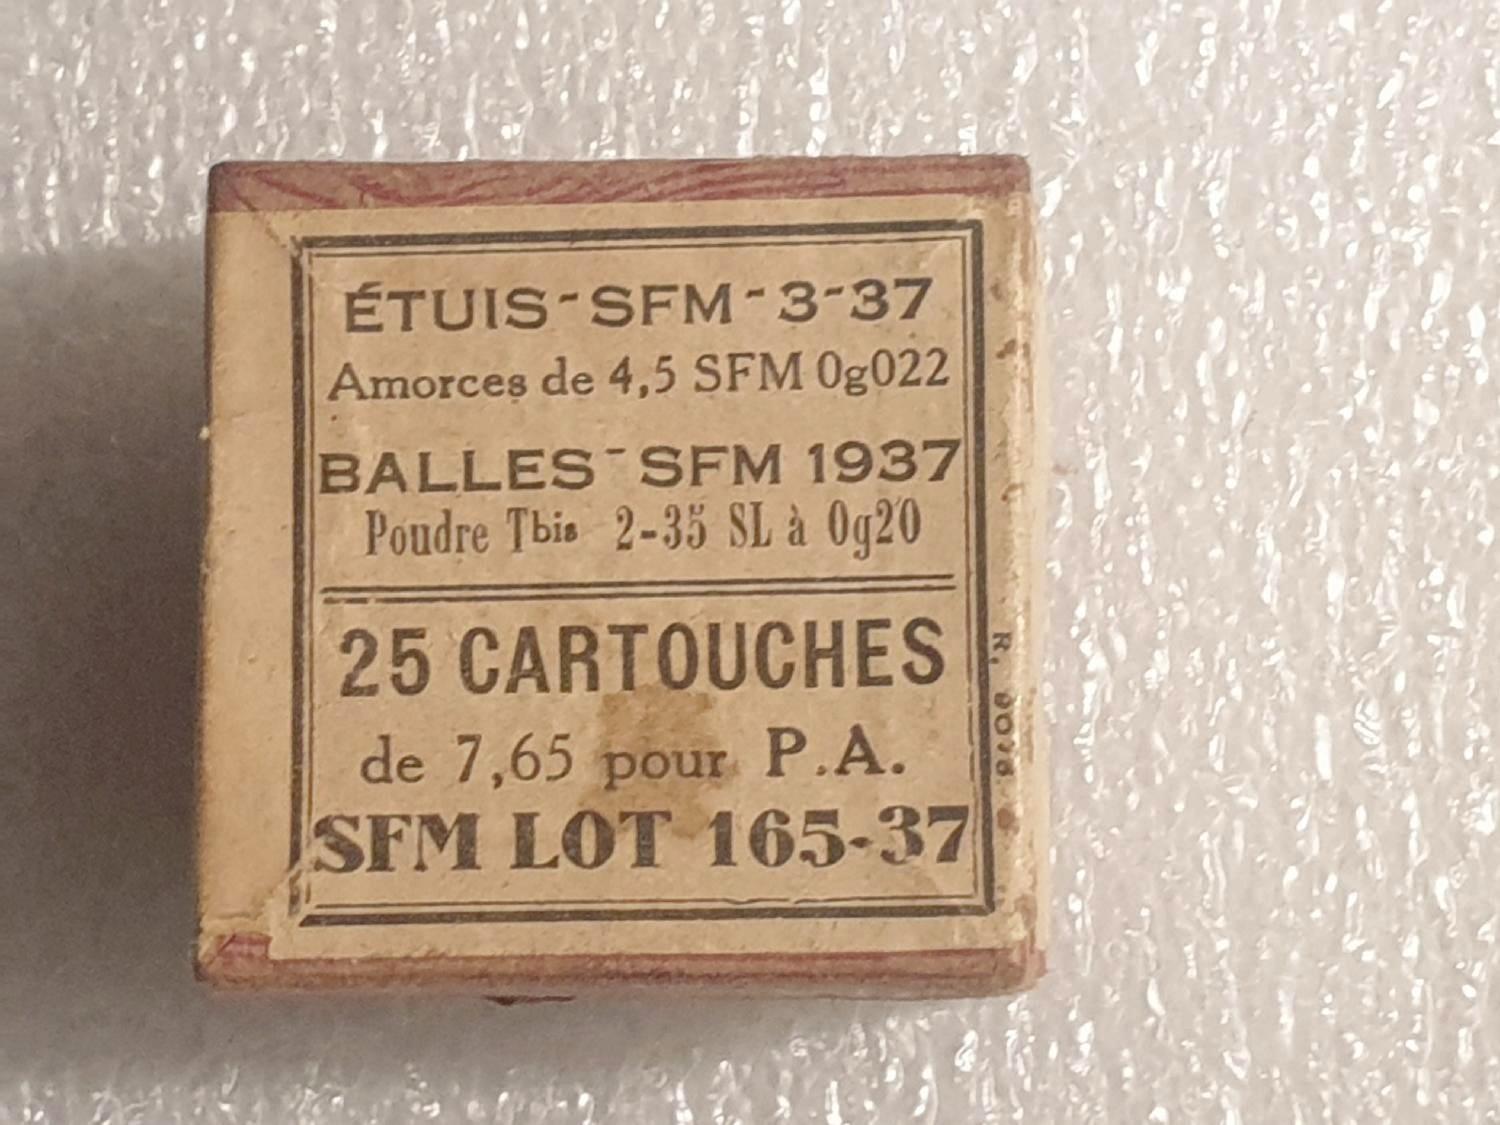 ÉTUIS-SFM-3-37
Amorces de 4,5 SFM 0g022
BALLES-SFM 1937
Poudre Tbis 2-35 SL à 0g20
25 CARTOUCHES
de 7,65 pour P.A.
SFM LOT 165-37
R.